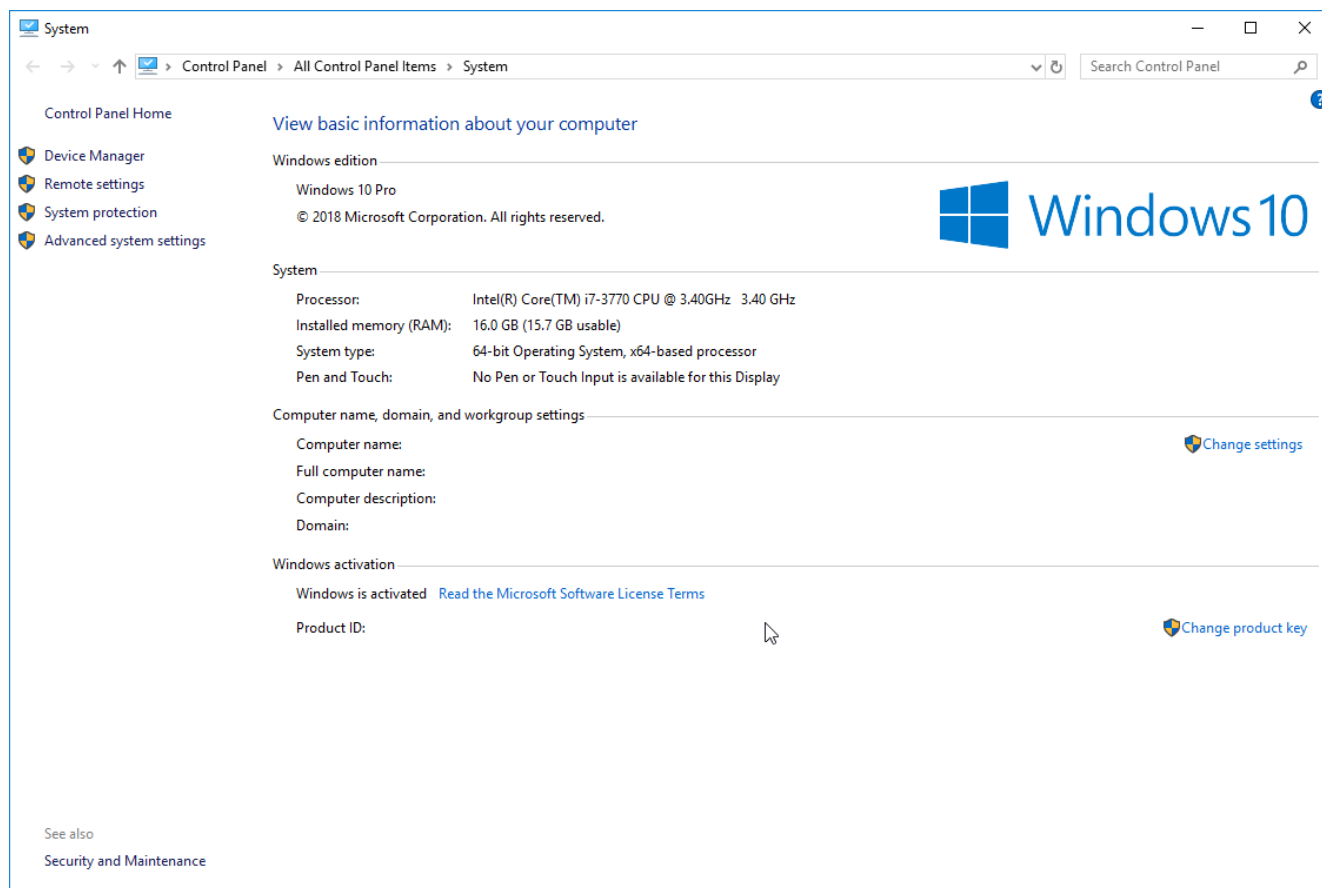 System
Control Panel > All Control Panel Items > System
Search Control Panel
Control Panel Home
Device Manager
Remote settings
System protection
Advanced system settings
View basic information about your computer
Windows edition
Windows 10 Pro
© 2018 Microsoft Corporation. All rights reserved.
Windows 10
System
Processor: Intel(R) Core(TM) i7-3770 CPU @ 3.40GHz 3.40 GHz
Installed memory (RAM): 16.0 GB (15.7 GB usable)
System type: 64-bit Operating System, x64-based processor
Pen and Touch: No Pen or Touch Input is available for this Display
Computer name, domain, and workgroup settings
Computer name: Change settings
Full computer name:
Computer description:
Domain:
Windows activation
Windows is activated Read the Microsoft Software License Terms
Product ID: Change product key
See also
Security and Maintenance